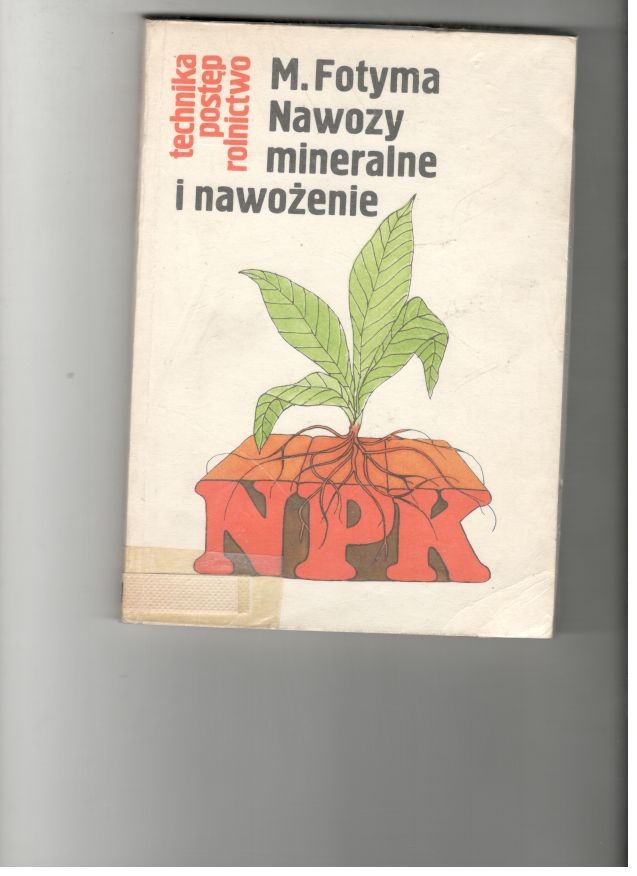 technika
postęp
rolnictwo
M. Fotyma
Nawozy
mineralne
i nawożenie
NPK